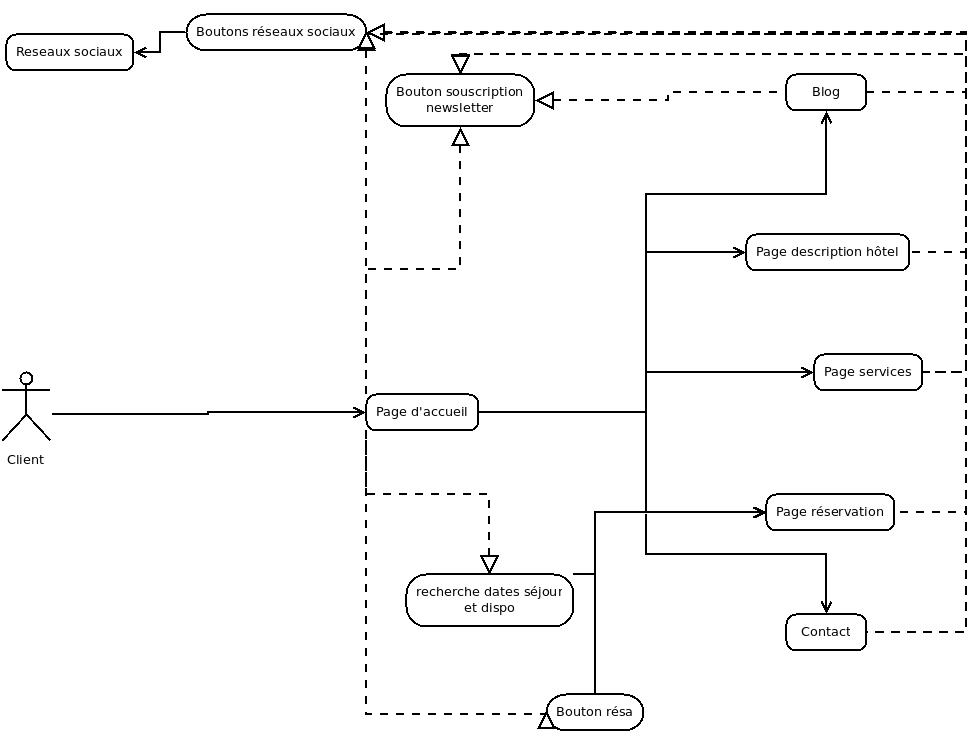 Boutons réseaux sociaux
Reseaux sociaux
Bouton souscription
newsletter
Blog
Page description hôtel
Page services
Page d'accueil
Client
Page réservation
recherche dates séjour
et dispo
Contact
Bouton résa